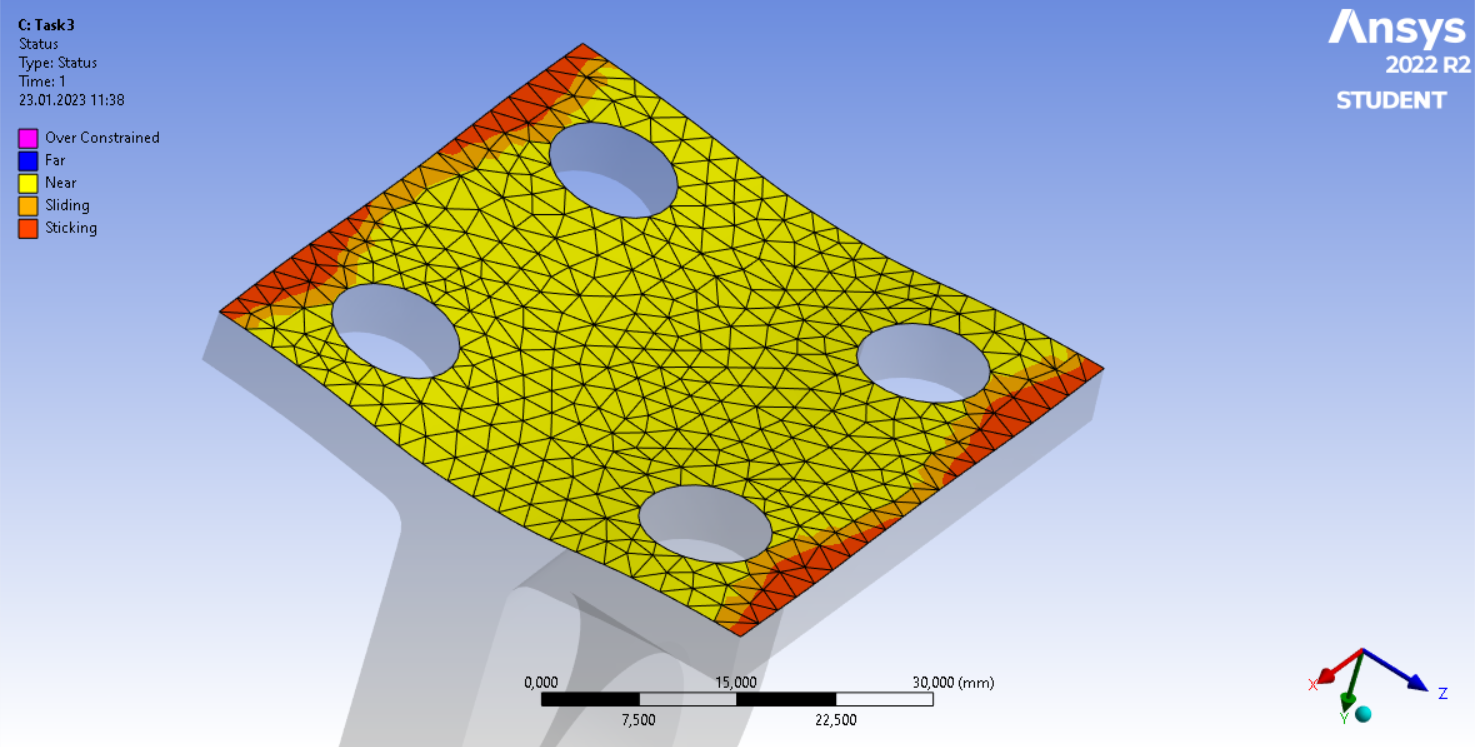 C: Task3
Status
Type: Status
Time: 1
23.01.2023 11:38
Over Constrained
Far
Near
Sliding
Sticking
Ansys
2022 R2
STUDENT
0,000 15,000 30,000 (mm)
7,500 22,500
X
Y
Z